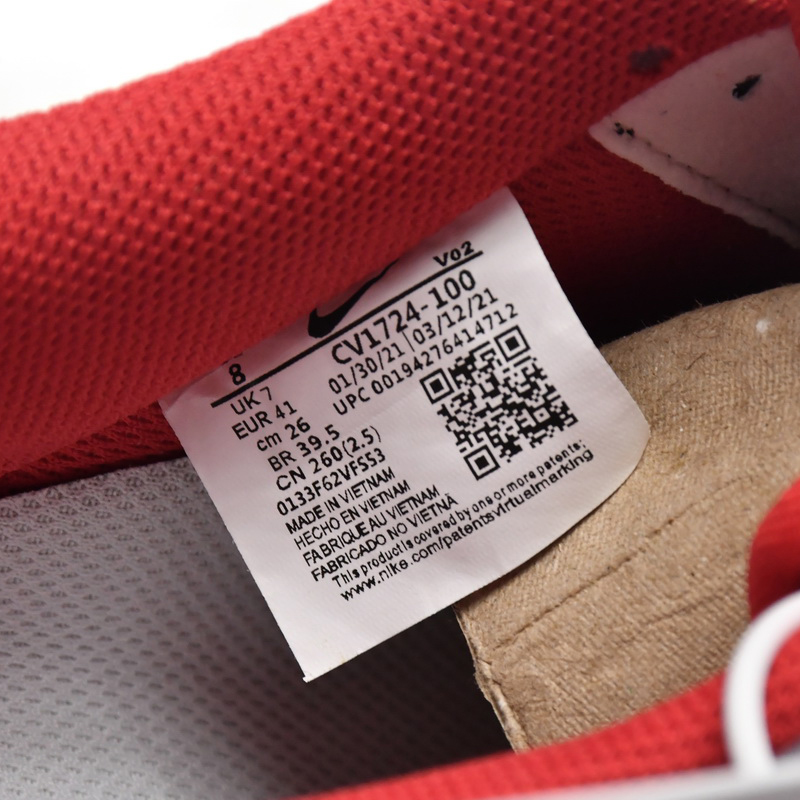 V02
8
CV1724-100
UK 7
01/30/21 | 03/12/21
EUR 41
UPC 00194276414712
cm 26
BR 39.5
CN 260(2.5)
0133F62VF553
MADE IN VIETNAM
HECHO EN VIETNAM
FABRIQUE AU VIETNAM
FABRICADO NO VIETNA
This product is covered by one or more patents;
www.nike.com/patentsvirtualmarking